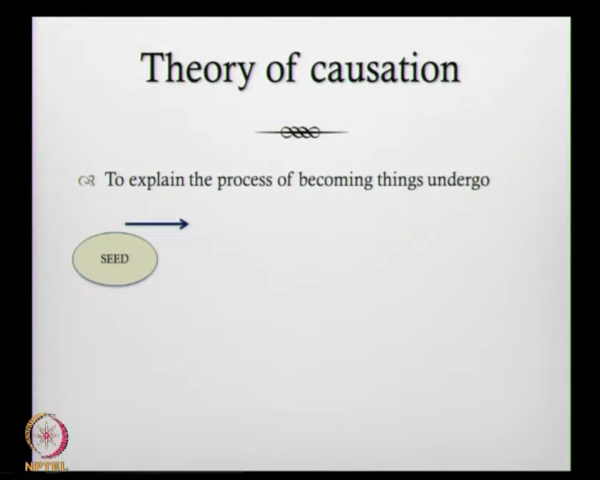 Theory of causation
To explain the process of becoming things undergo
SEED
NPTEL